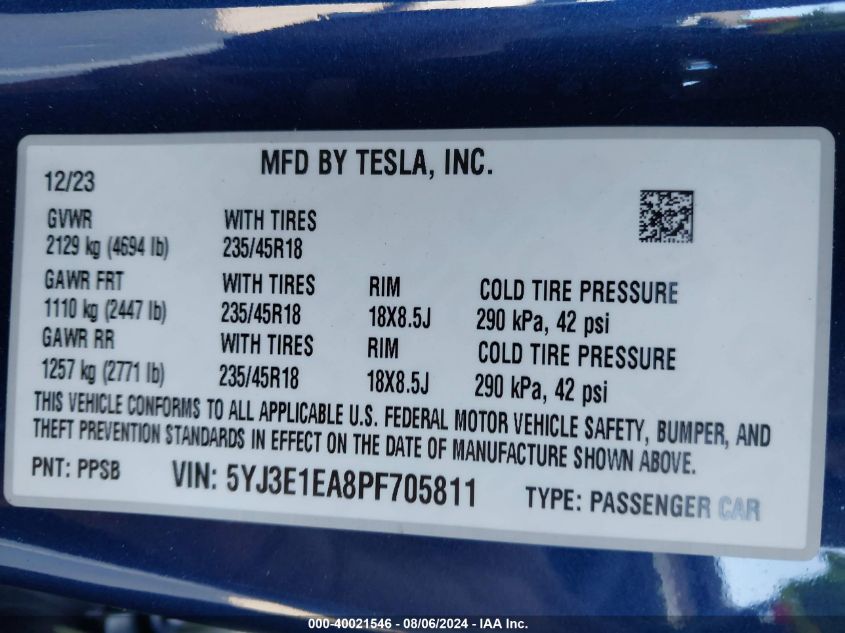 MFD BY TESLA, INC.
12/23
GVWR WITH TIRES
2129 kg (4694 lb) 235/45R18
GAWR FRT WITH TIRES RIM COLD TIRE PRESSURE
1110 kg (2447 lb) 235/45R18 18X8.5J 290 kPa, 42 psi
GAWR RR WITH TIRES RIM COLD TIRE PRESSURE
1257 kg (2771 lb) 235/45R18 18X8.5J 290 kPa, 42 psi
THIS VEHICLE CONFORMS TO ALL APPLICABLE U.S. FEDERAL MOTOR VEHICLE SAFETY, BUMPER, AND
THEFT PREVENTION STANDARDS IN EFFECT ON THE DATE OF MANUFACTURE SHOWN ABOVE.
PNT: PPSB VIN: 5YJ3E1EA8PF705811 TYPE: PASSENGER CAR
000-40021546 - 08/06/2024 - IAA Inc.